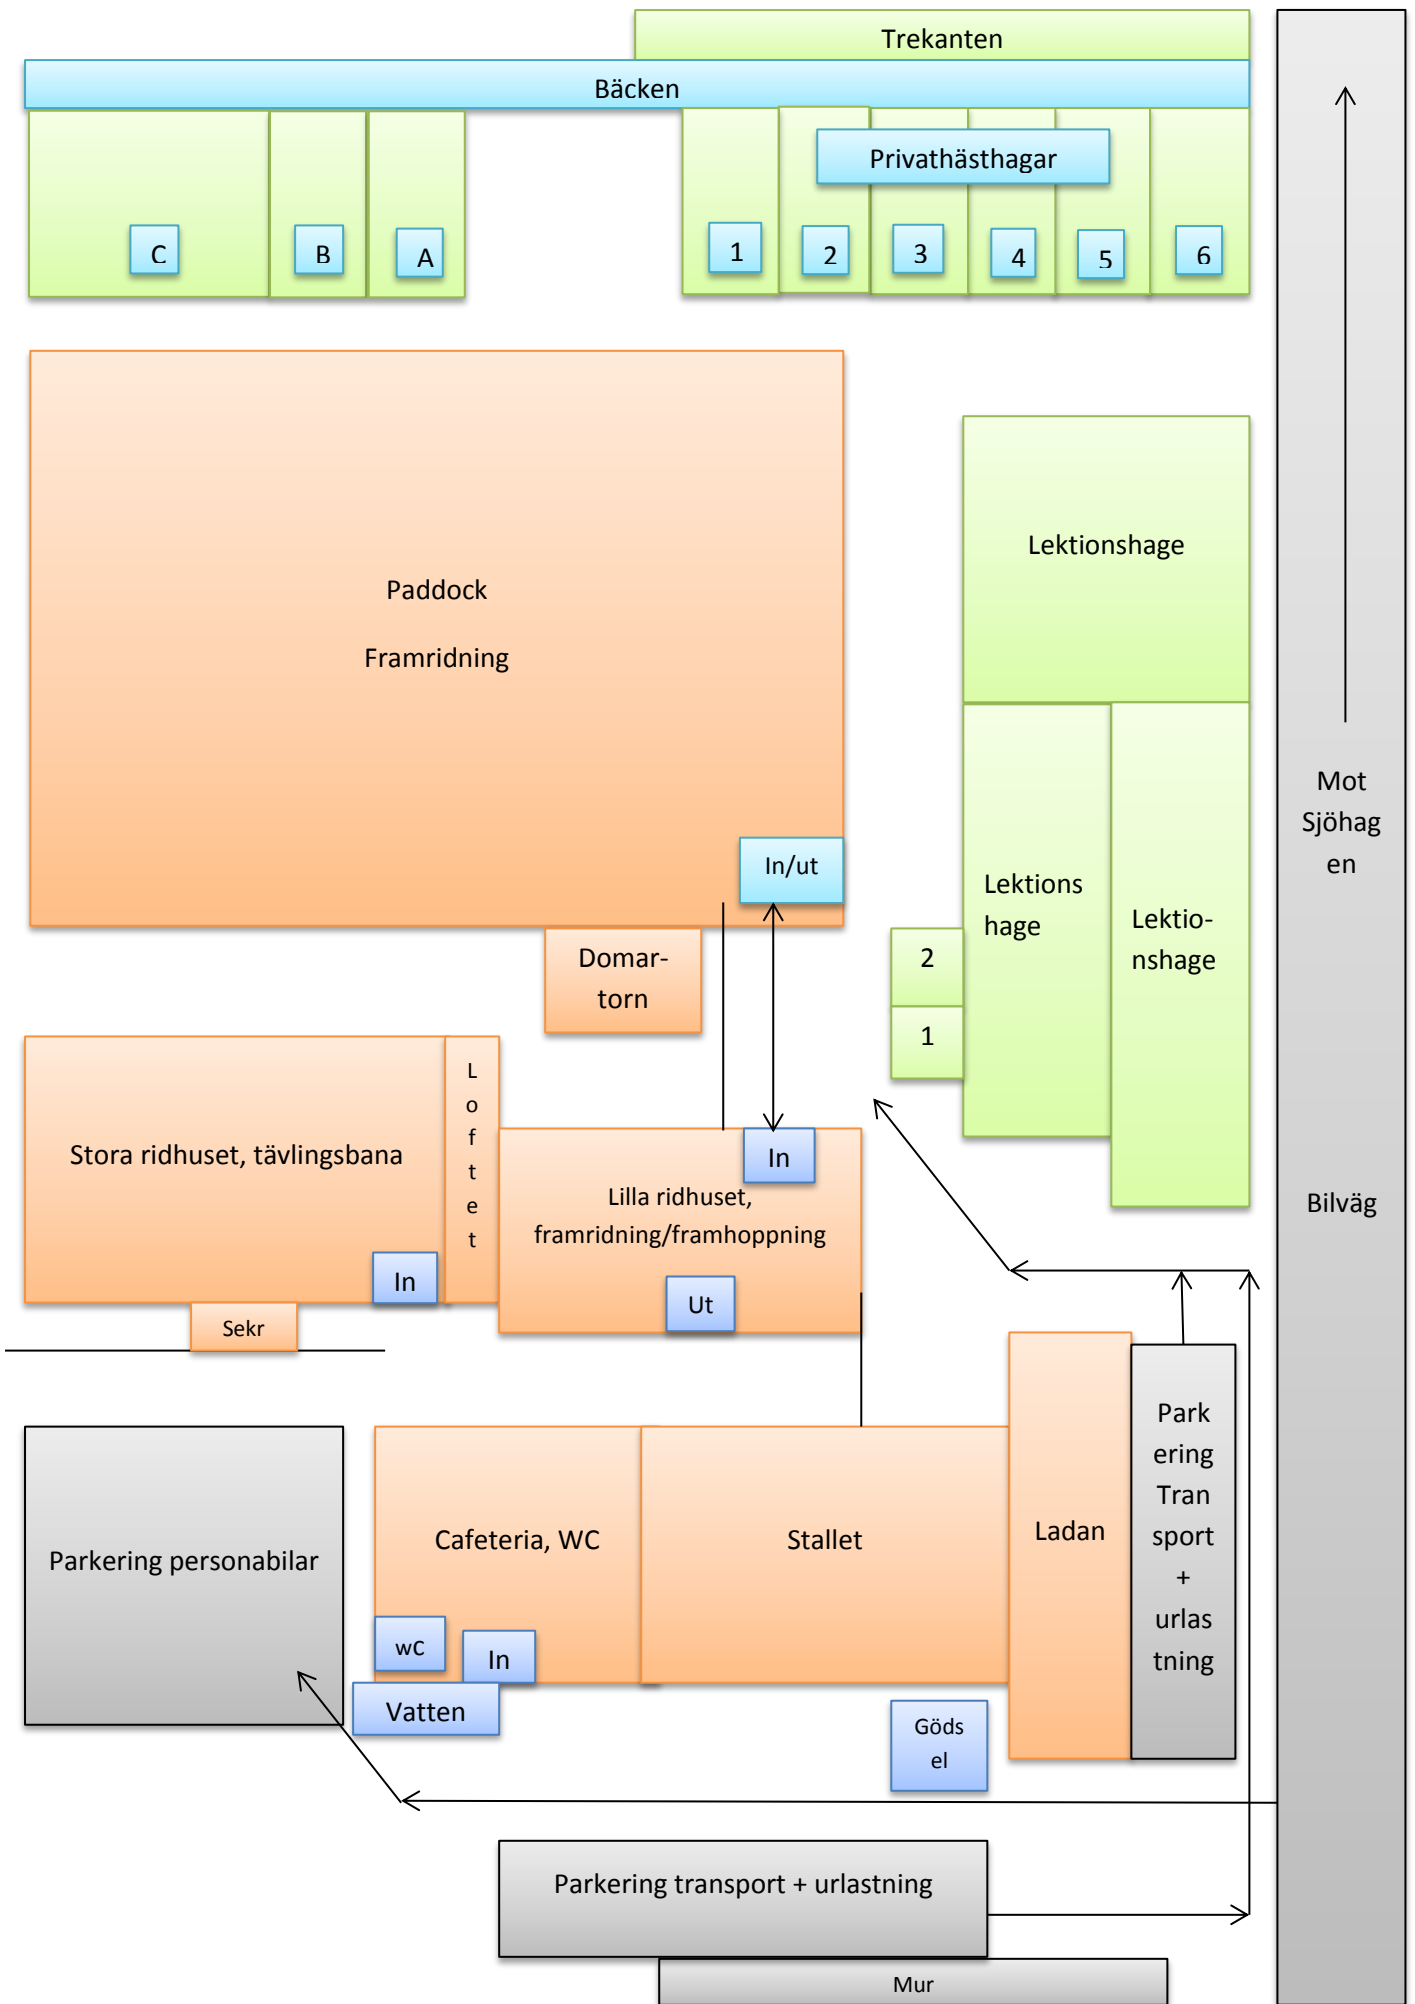 Trekanten
Bäcken
Privathästhagar
C
B
A
1
2
3
4
5
6
Paddock
Framridning
Lektionshage
Mot
Sjöhag
en
In/ut
Lektions
hage
Lektio-
nshage
Domar-
torn
2
1
L
o
f
t
e
t
Stora ridhuset, tävlingsbana
In
Lilla ridhuset,
framridning/framhoppning
Bilväg
In
Ut
Sekr
Parkering personabilar
Cafeteria, WC
Stallet
Ladan
Park
ering
Tran
sport
+
urlas
tning
wc
In
Vatten
Göds
el
Parkering transport + urlastning
Mur